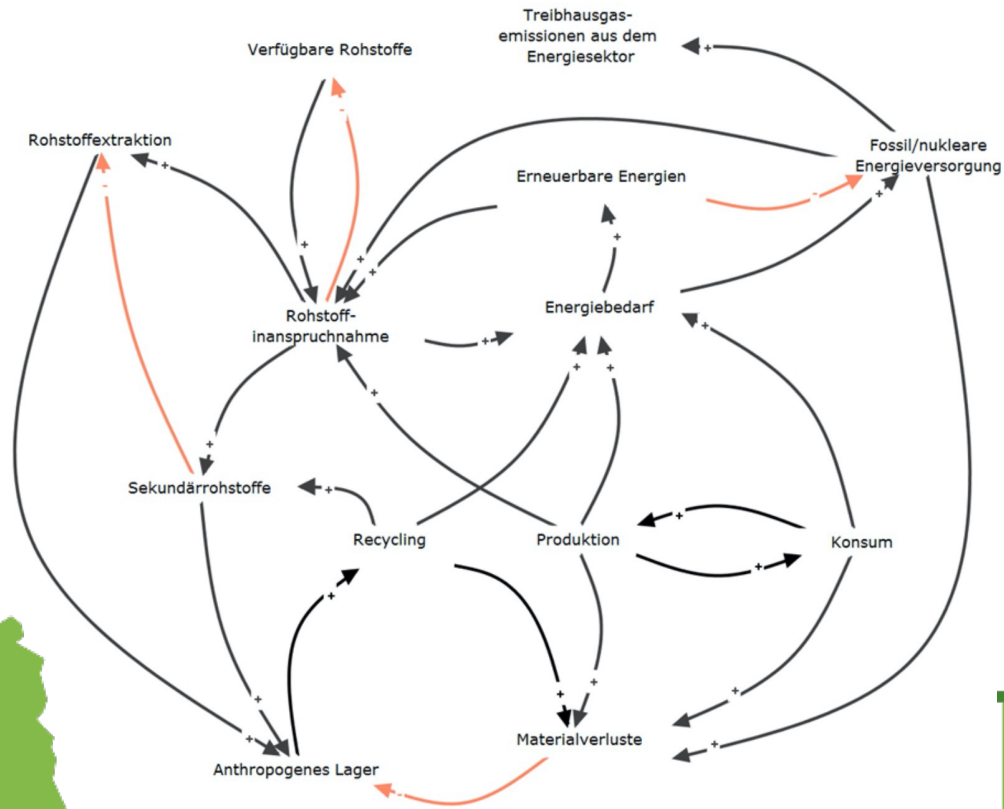 Treibhausgas-
emissionen aus dem
Energiesektor
Verfügbare Rohstoffe
Rohstoffextraktion
Fossil/nukleare
Energieversorgung
Erneuerbare Energien
Energiebedarf
Rohstoff-
inanspruchnahme
Sekundärrohstoffe
Recycling
Produktion
Konsum
Materialverluste
Anthropogenes Lager